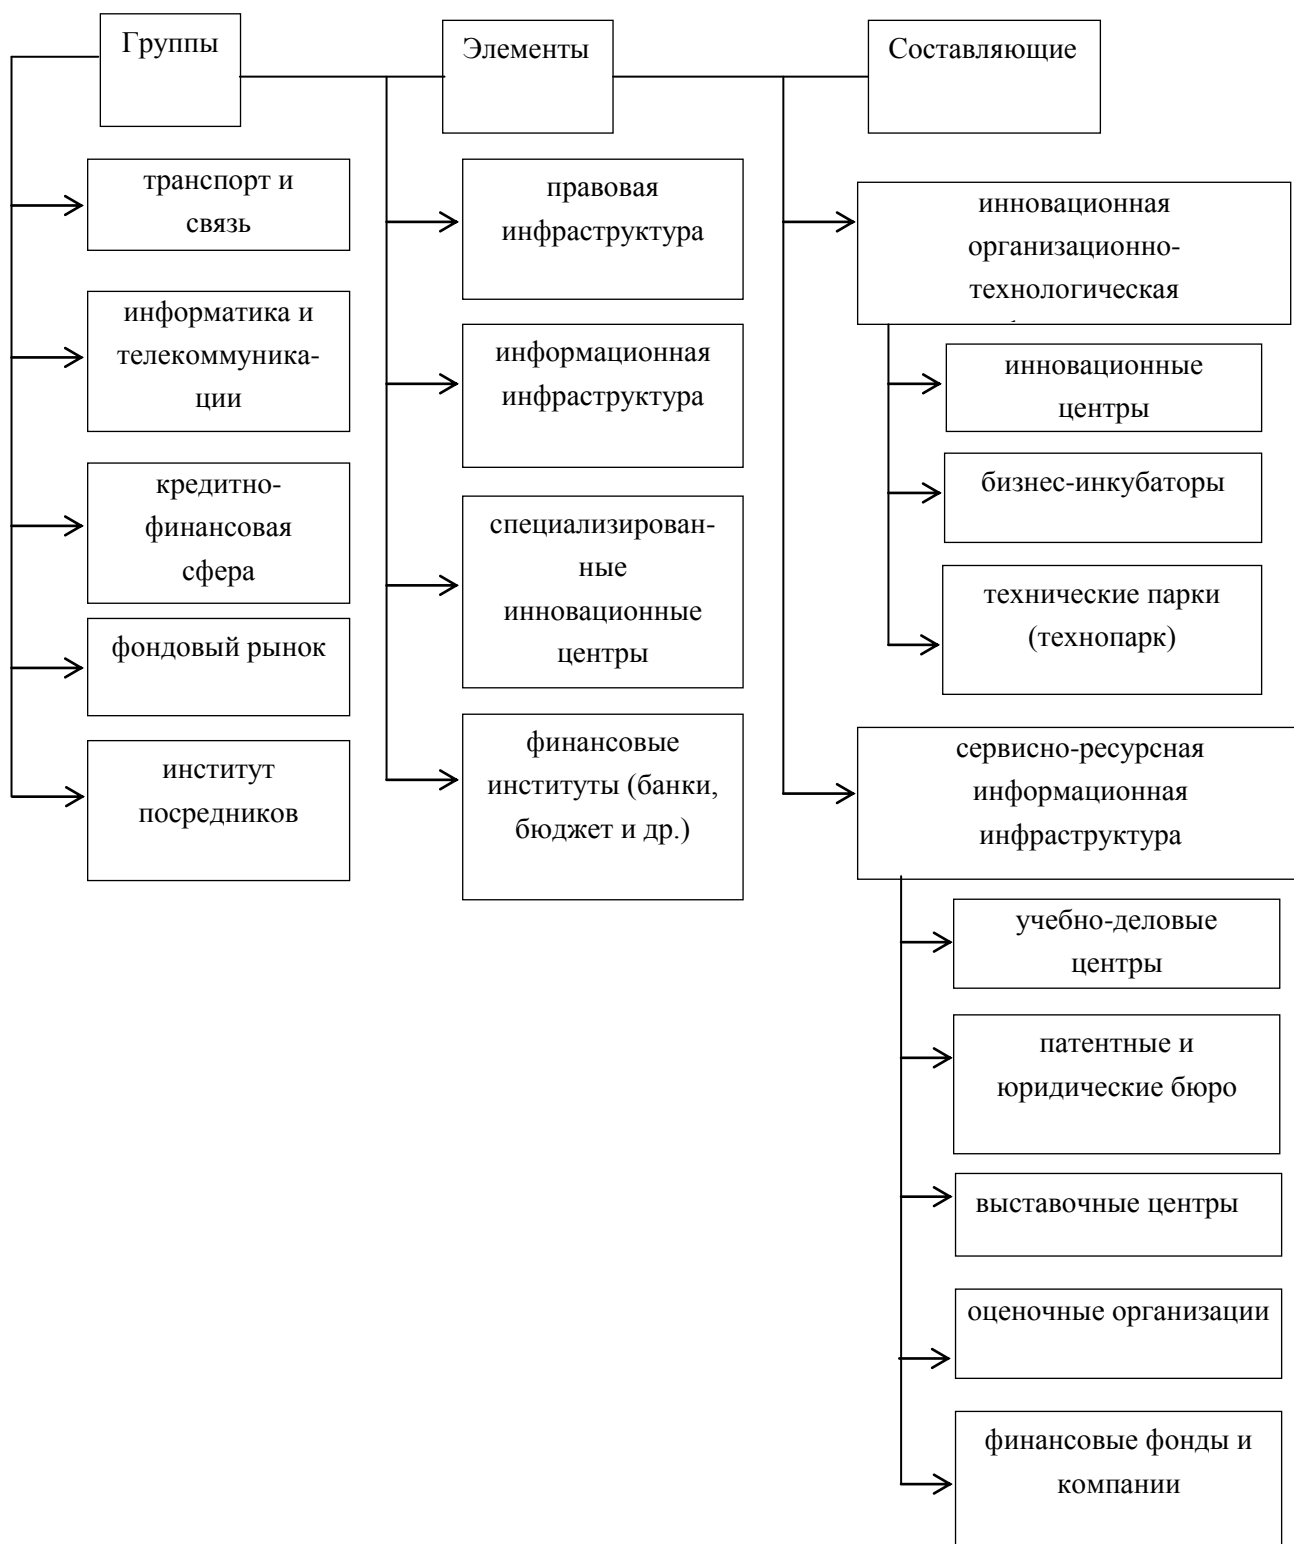 Группы
Элементы
Составляющие
транспорт и
связь
информатика и
телекоммуника-
ции
кредитно-
финансовая
сфера
фондовый рынок
институт
посредников
правовая
инфраструктура
информационная
инфраструктура
специализирован-
ные
инновационные
центры
финансовые
институты (банки,
бюджет и др.)
инновационная
организационно-
технологическая
инновационные
центры
бизнес-инкубаторы
технические парки
(технопарк)
сервисно-ресурсная
информационная
инфраструктура
учебно-деловые
центры
патентные и
юридические бюро
выставочные центры
оценочные организации
финансовые фонды и
компании